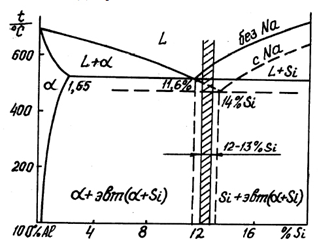 t
°C
600
400
200
L
без Na
с Na
L+α
L+Si
α
1,65
11,6%
14% Si
12-13% Si
α+эвт(α+Si)
Si+эвт(α+Si)
100%Al
4
8
12
16
% Si